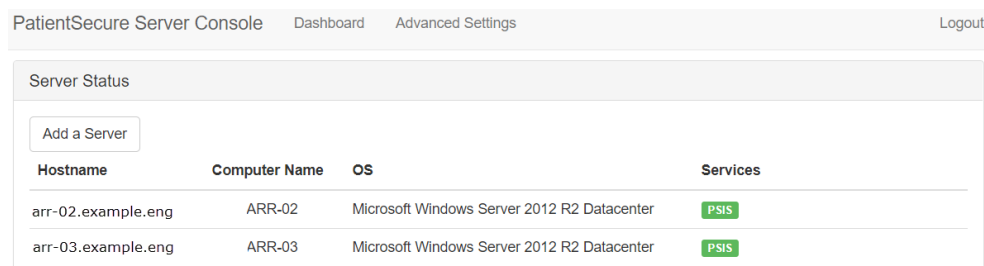 PatientSecure Server Console Dashboard Advanced Settings Logout
Server Status
Add a Server
Hostname Computer Name OS Services
arr-02.example.eng ARR-02 Microsoft Windows Server 2012 R2 Datacenter PSIS
arr-03.example.eng ARR-03 Microsoft Windows Server 2012 R2 Datacenter PSIS